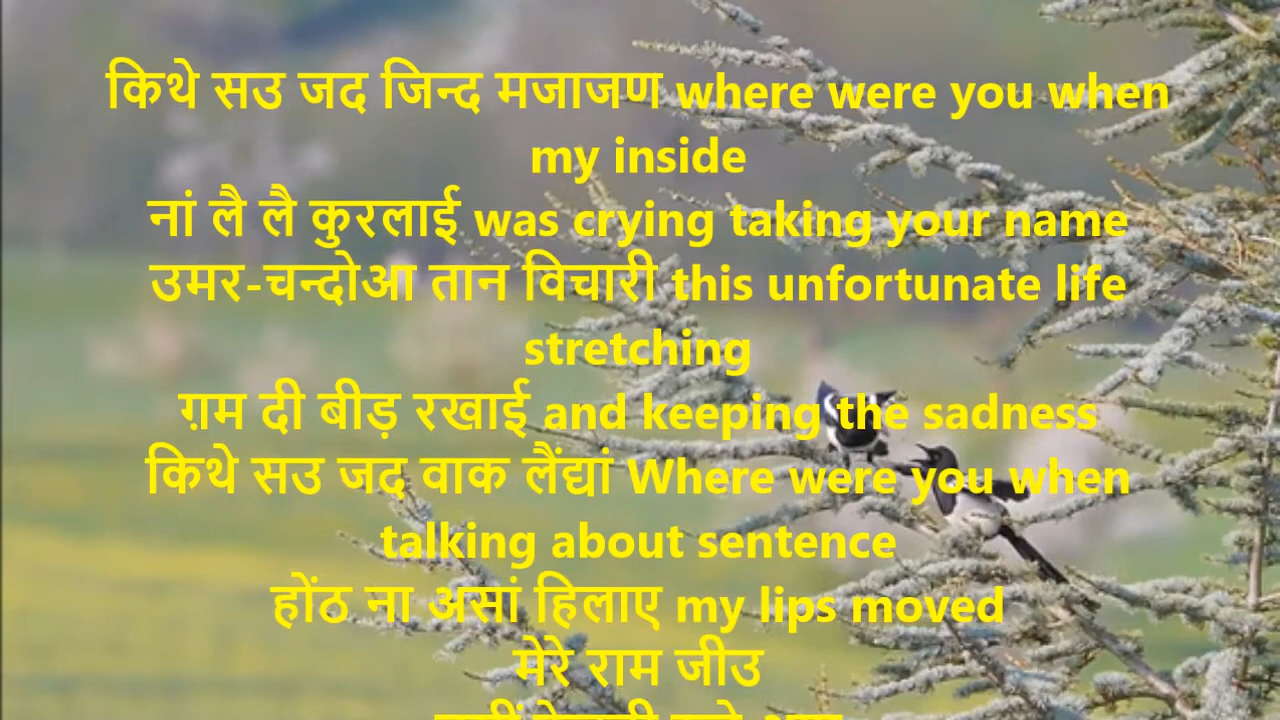 किथे सउ जद जिन्द मजाजण where were you when
my inside
नां लै लै कुरलाई was crying taking your name
उमर-चन्दोआ तान विचारी this unfortunate life
stretching
ग़म दी बीड़ रखाई and keeping the sadness
किथे सउ जद वाक लैंद्यां Where were you when
talking about sentence
होंठ ना असां हिलाए my lips moved
मेरे राम जीउ